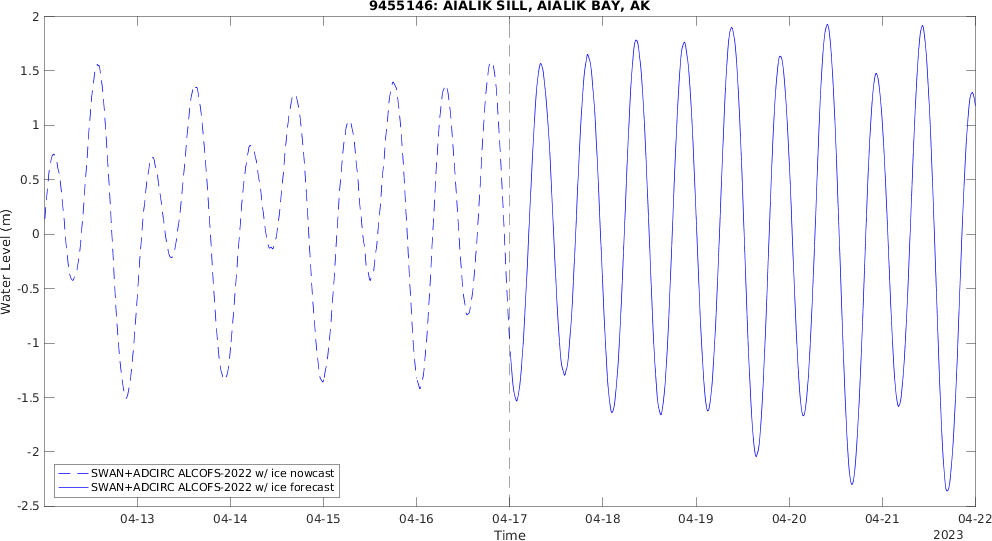 9455146: AIALIK SILL, AIALIK BAY, AK
Water Level (m)
2
1.5
1
0.5
0
-0.5
-1
-1.5
-2
-2.5
SWAN+ADCIRC ALCOFS-2022 w/ ice nowcast
SWAN+ADCIRC ALCOFS-2022 w/ ice forecast
04-13 04-14 04-15 04-16 04-17 04-18 04-19 04-20 04-21 04-22
Time
2023